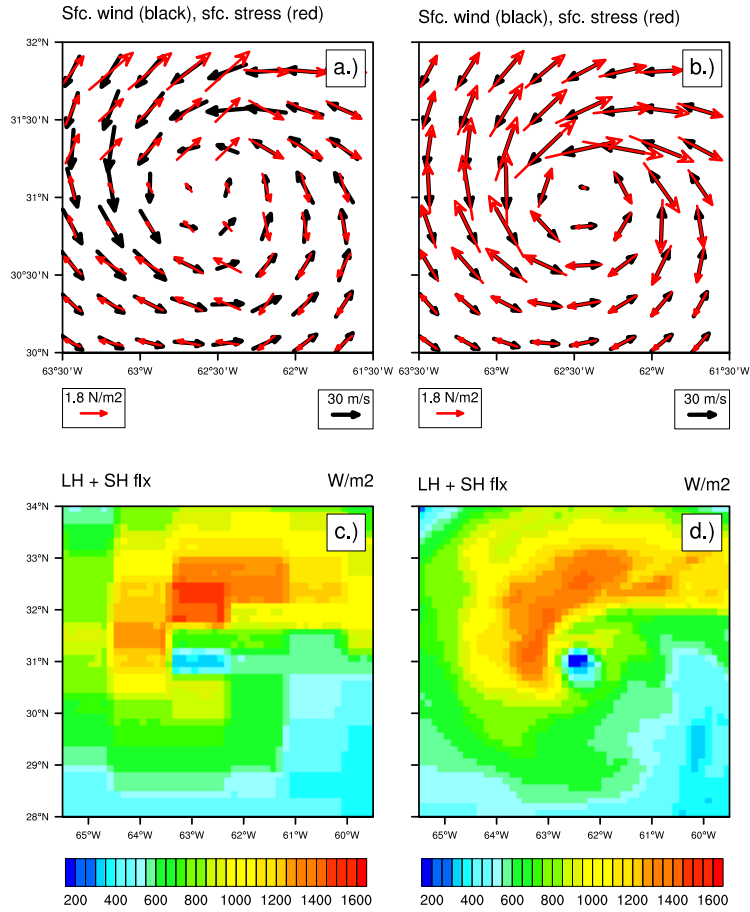 Sfc. wind (black), sfc. stress (red)
Sfc. wind (black), sfc. stress (red)
32°N
a.)
b.)
31°30'N
31°N
30°30'N
30°N
63°30'W 63°W 62°30'W 62°W 61°30'W
63°30'W 63°W 62°30'W 62°W 61°30'W
1.8 N/m2
30 m/s
1.8 N/m2
30 m/s
LH + SH flx W/m2
LH + SH flx W/m2
34°N
c.)
d.)
33°N
32°N
31°N
30°N
29°N
28°N
65°W 64°W 63°W 62°W 61°W 60°W
65°W 64°W 63°W 62°W 61°W 60°W
200 400 600 800 1000 1200 1400 1600
200 400 600 800 1000 1200 1400 1600